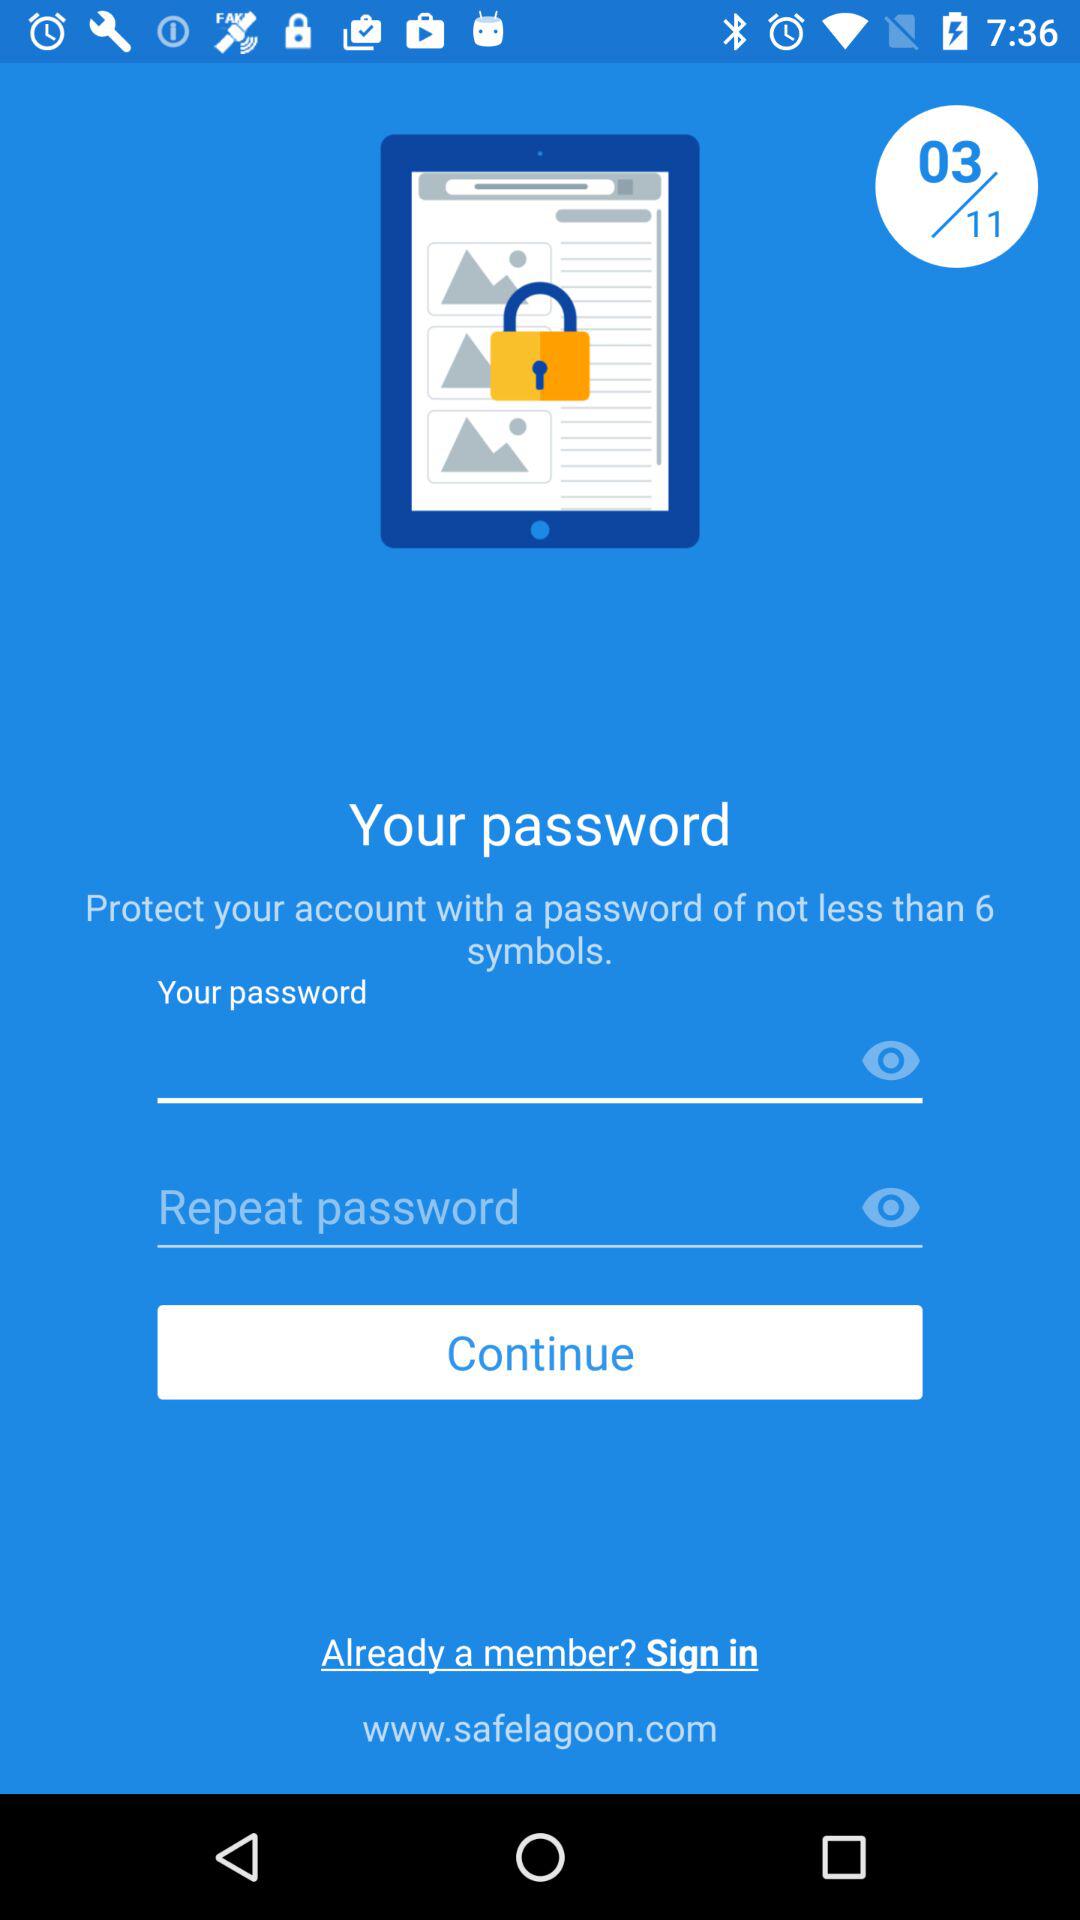 FAKE
7:36
03
11
Your password
Protect your account with a password of not less than 6
symbols.
Your password
Repeat password
Continue
Already a member? Sign in
www.safelagoon.com